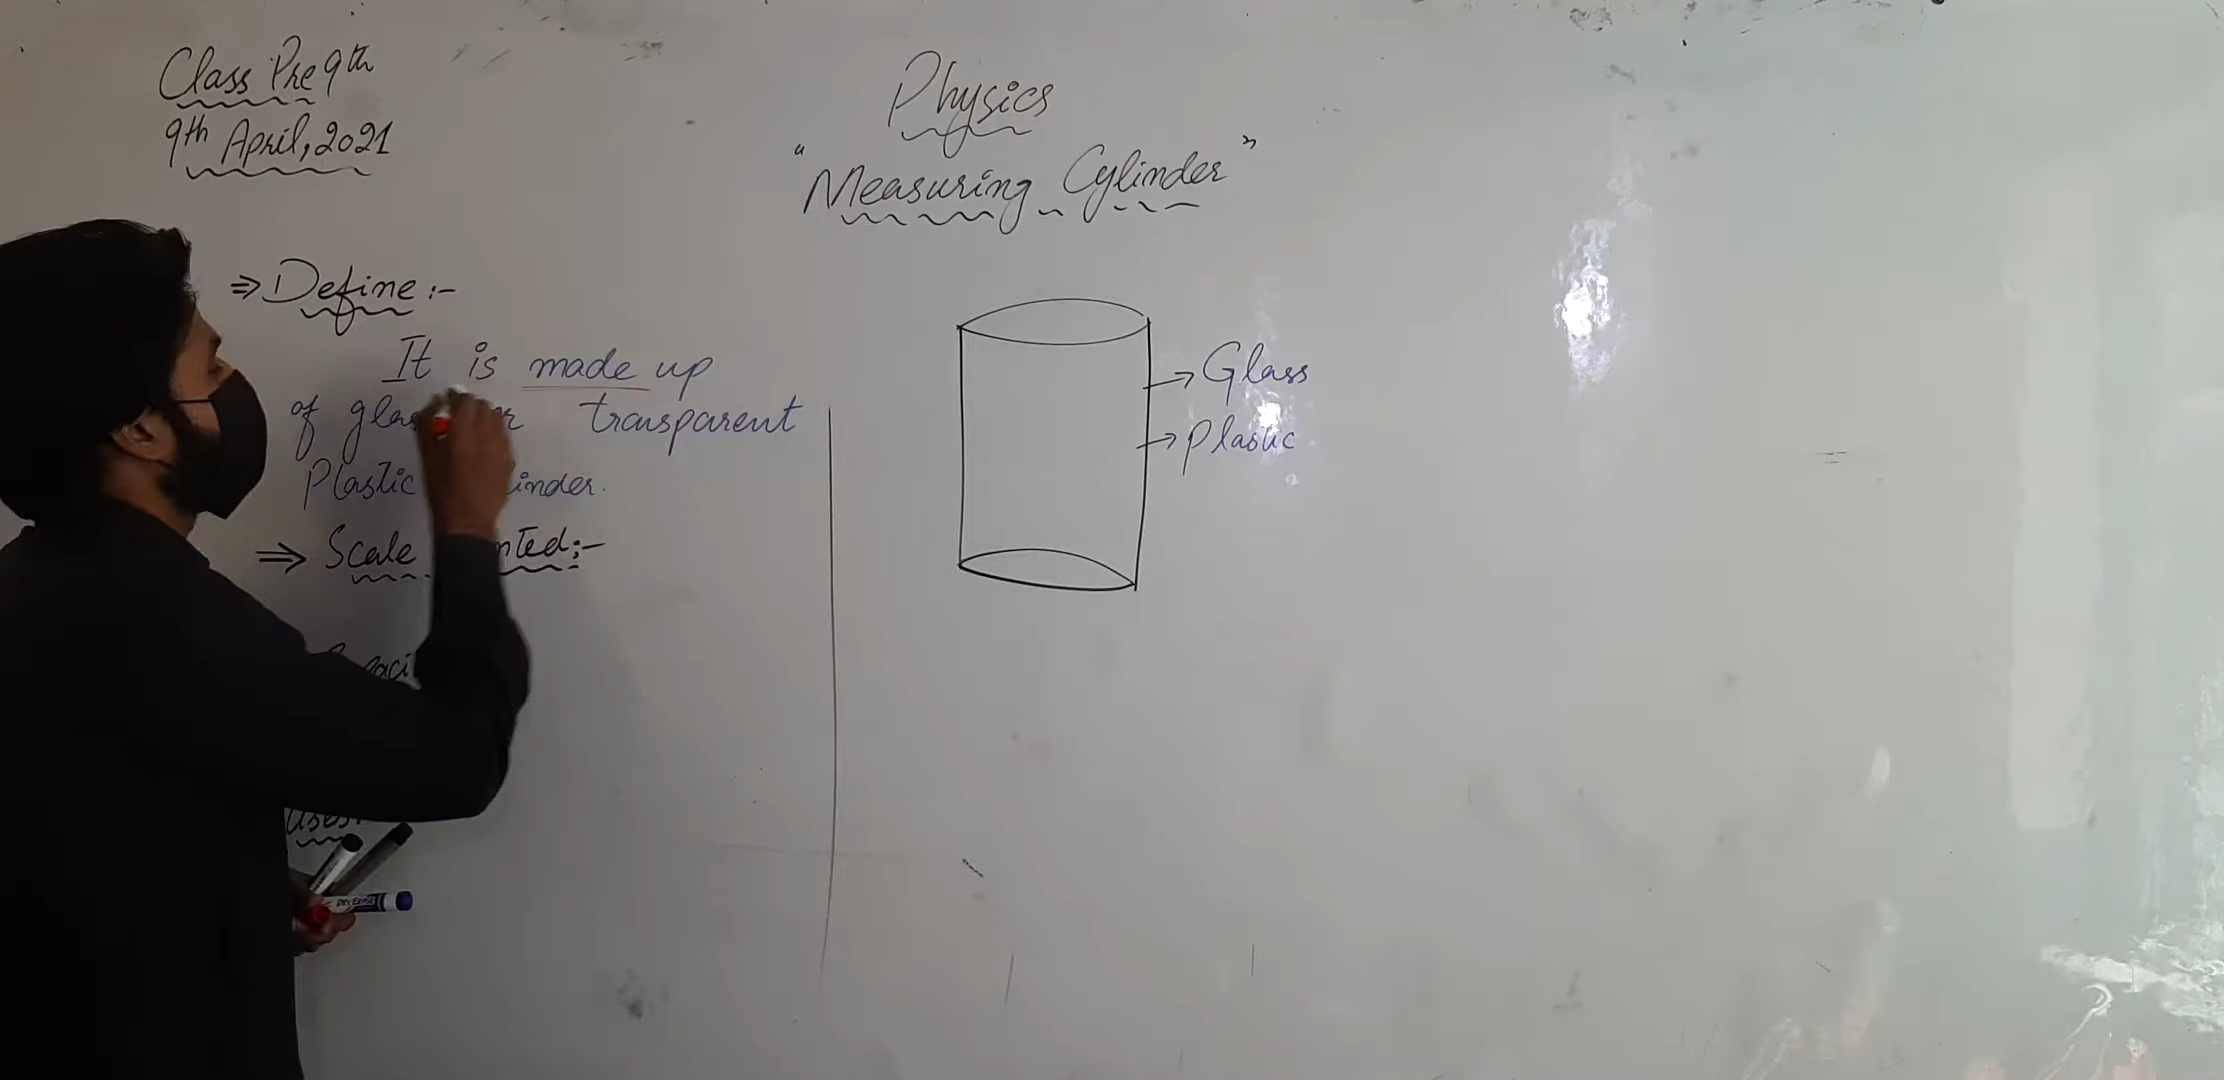 Class Pre 9th
9th April, 2021
Physics
"Measuring Cylinder"
⇒ Define :-
It is made up
of transparent
Plastic
⇒ Scale
Uses
→ Glass
→ Plastic